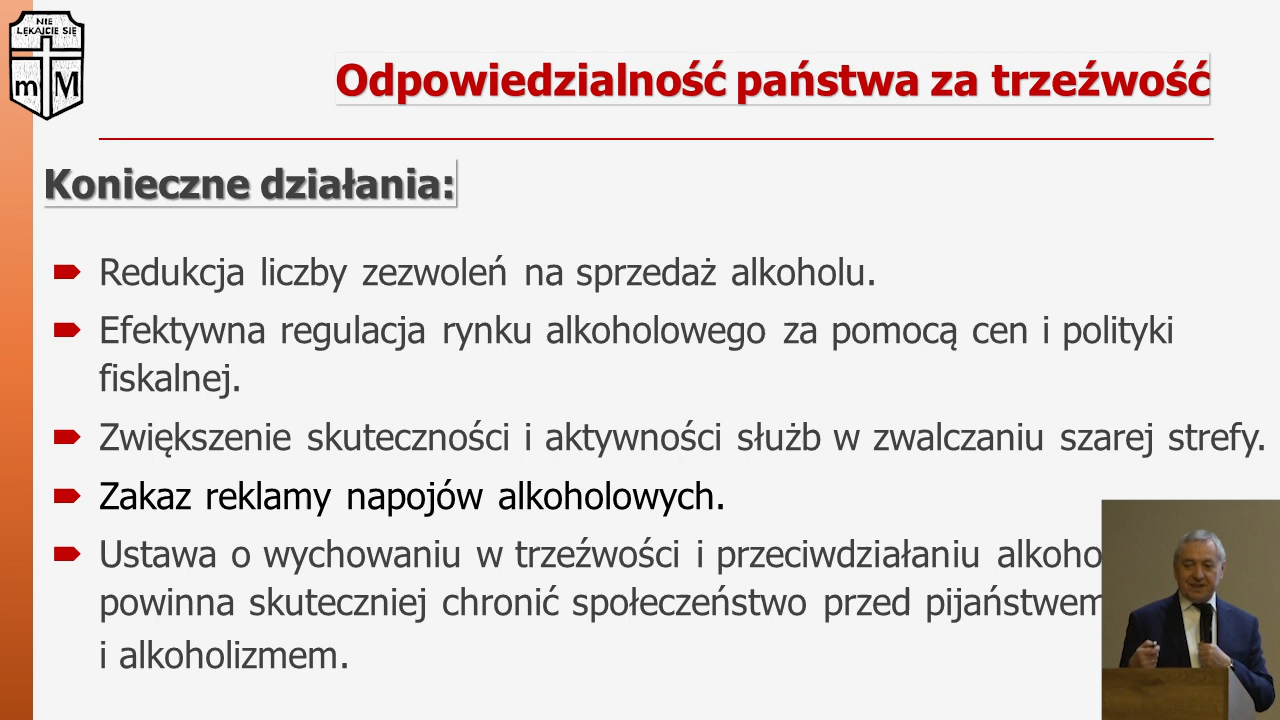 NIE
LĘKAJCIE SIĘ
m M
Odpowiedzialność państwa za trzeźwość
Konieczne działania:
Redukcja liczby zezwoleń na sprzedaż alkoholu.
Efektywna regulacja rynku alkoholowego za pomocą cen i polityki
fiskalnej.
Zwiększenie skuteczności i aktywności służb w zwalczaniu szarej strefy.
Zakaz reklamy napojów alkoholowych.
Ustawa o wychowaniu w trzeźwości i przeciwdziałaniu
powinna skuteczniej chronić społeczeństwo przed pijaństwem
i alkoholizmem.